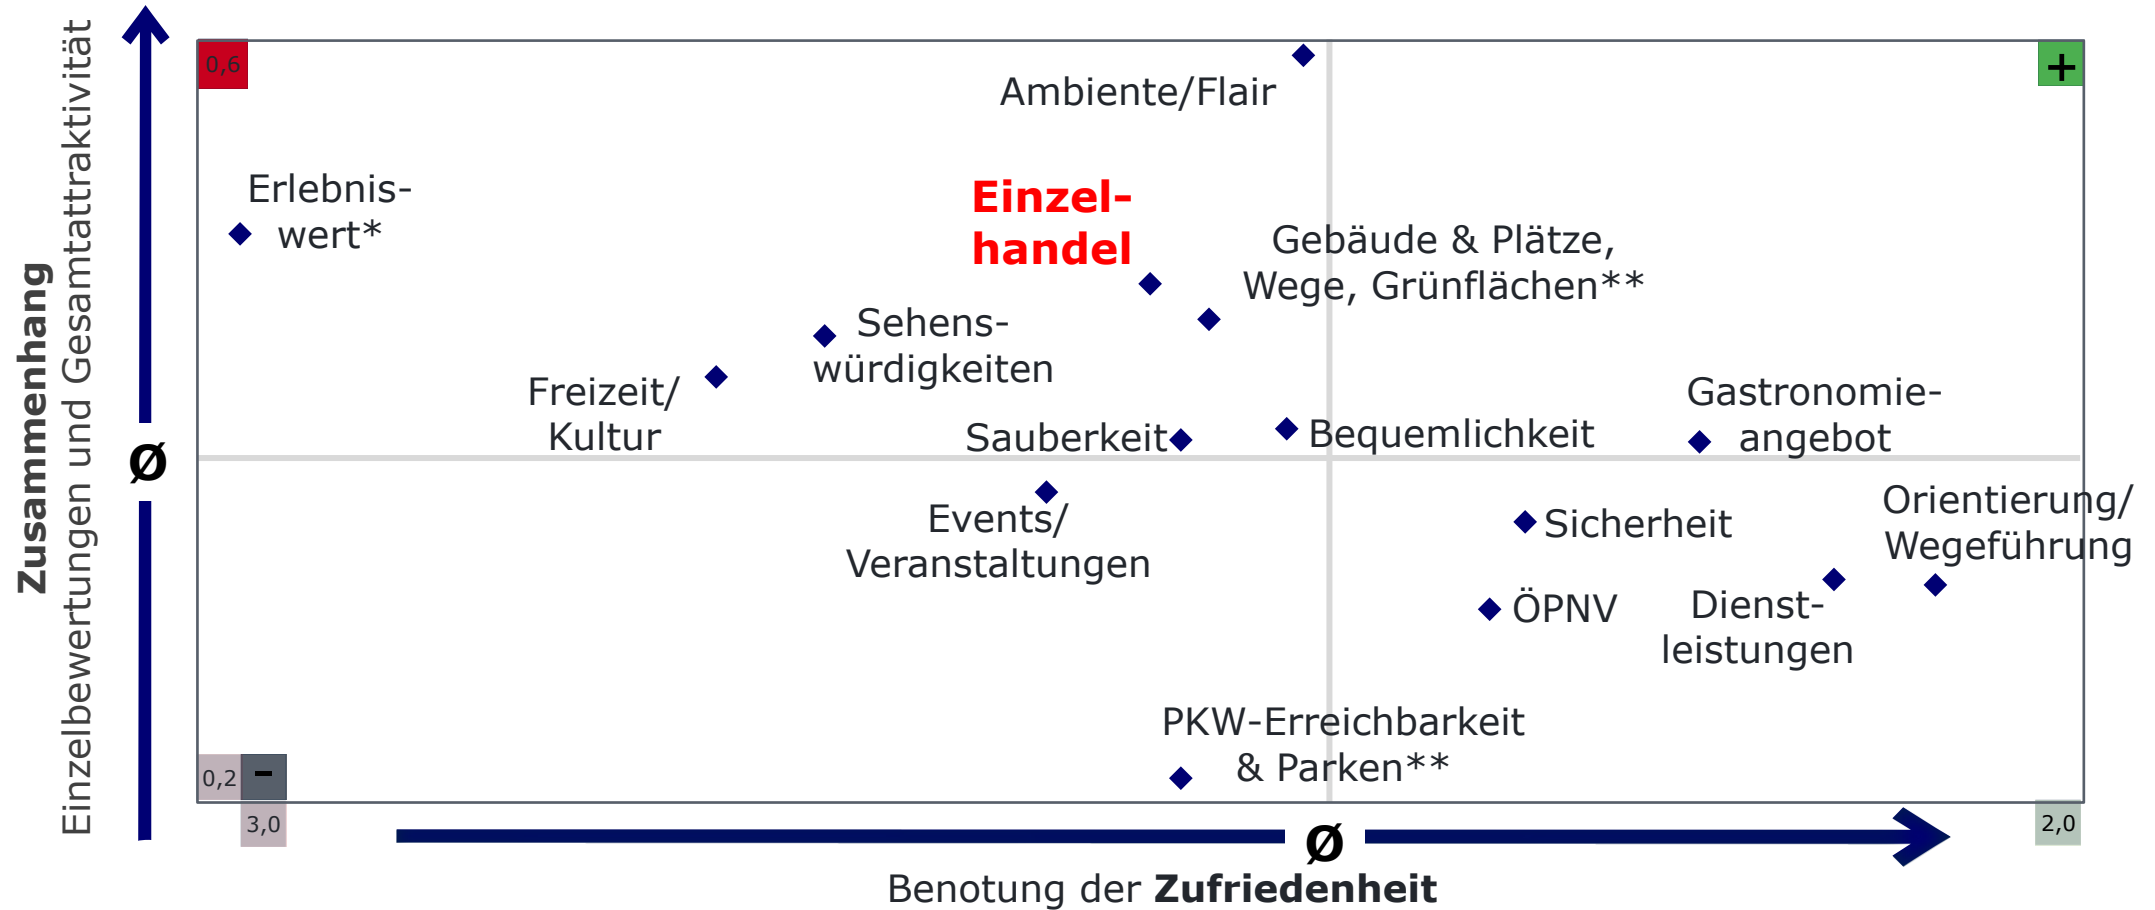 Zusammenhang
Einzelbewertungen und Gesamtattraktivität
0,6
+
Ambiente/Flair
Erlebnis-
wert*
Einzel-
handel
Gebäude & Plätze,
Wege, Grünflächen**
Sehens-
würdigkeiten
Freizeit/
Kultur
Gastronomie-
angebot
Sauberkeit
Bequemlichkeit
Ø
Events/
Veranstaltungen
Sicherheit
Orientierung/
Wegeführung
ÖPNV
Dienst-
leistungen
PKW-Erreichbarkeit
& Parken**
0,2
-
3,0
2,0
Ø
Benotung der Zufriedenheit